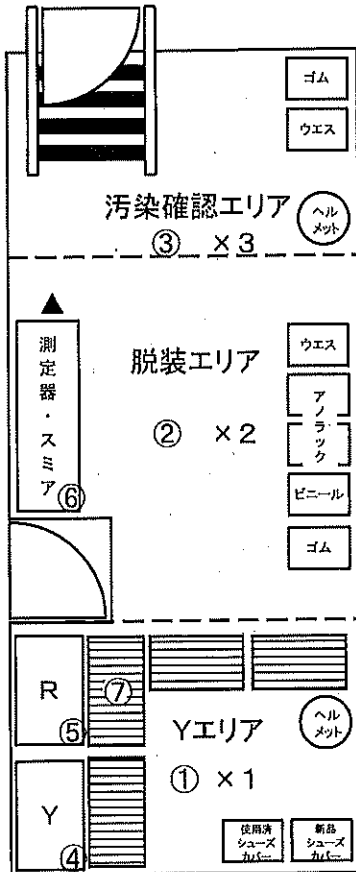 ゴム
ウエス
汚染確認エリア
ヘル
メット
③ ×3
測定器・スミア
⑥
脱装エリア
② ×2
ウエス
アノラック
ビニール
ゴム
R
⑤
⑦
Yエリア
ヘル
メット
① ×1
Y
④
使用済
シューズ
カバー
新品
シューズ
カバー